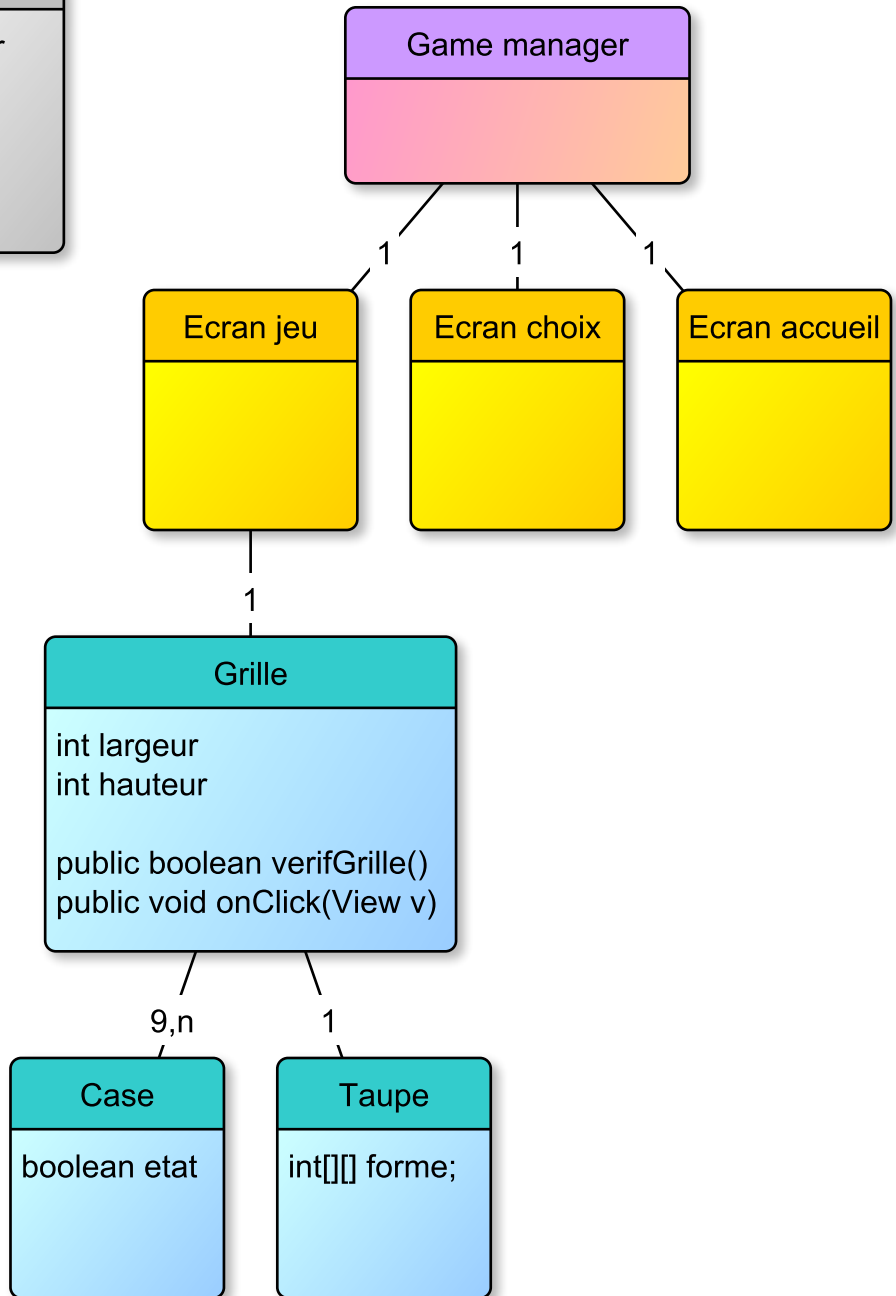 Game manager
1
1
1
Ecran jeu
Ecran choix
Ecran accueil
1
Grille
int largeur
int hauteur
public boolean verifGrille()
public void onClick(View v)
9,n
1
Case
Taupe
boolean etat
int[][] forme;